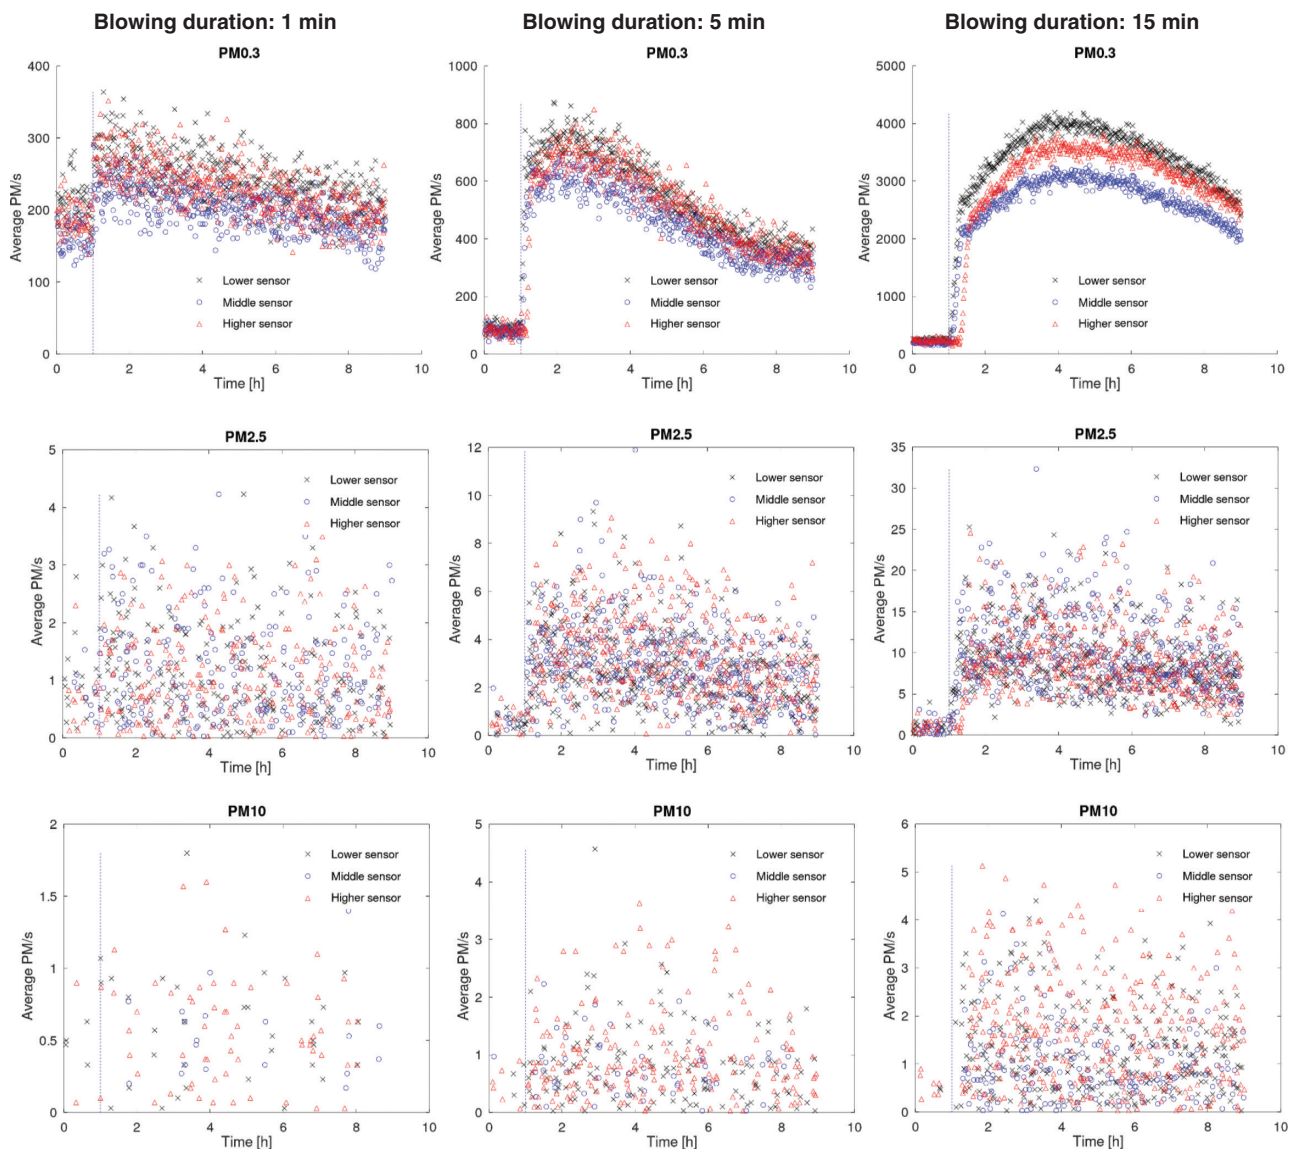 Blowing duration: 1 min
Blowing duration: 5 min
Blowing duration: 15 min
PM0.3
400
300
200
100
0
0 2 4 6 8 10
Average PM/s
Time [h]
Lower sensor
Middle sensor
Higher sensor
PM0.3
1000
800
600
400
200
0
0 2 4 6 8 10
Average PM/s
Time [h]
Lower sensor
Middle sensor
Higher sensor
PM0.3
5000
4000
3000
2000
1000
0
0 2 4 6 8 10
Average PM/s
Time [h]
Lower sensor
Middle sensor
Higher sensor
PM2.5
5
4
3
2
1
0
0 2 4 6 8 10
Average PM/s
Time [h]
Lower sensor
Middle sensor
Higher sensor
PM2.5
12
10
8
6
4
2
0
0 2 4 6 8 10
Average PM/s
Time [h]
Lower sensor
Middle sensor
Higher sensor
PM2.5
35
30
25
20
15
10
5
0
0 2 4 6 8 10
Average PM/s
Time [h]
Lower sensor
Middle sensor
Higher sensor
PM10
2
1.5
1
0.5
0
0 2 4 6 8 10
Average PM/s
Time [h]
Lower sensor
Middle sensor
Higher sensor
PM10
5
4
3
2
1
0
0 2 4 6 8 10
Average PM/s
Time [h]
Lower sensor
Middle sensor
Higher sensor
PM10
6
5
4
3
2
1
0
0 2 4 6 8 10
Average PM/s
Time [h]
Lower sensor
Middle sensor
Higher sensor